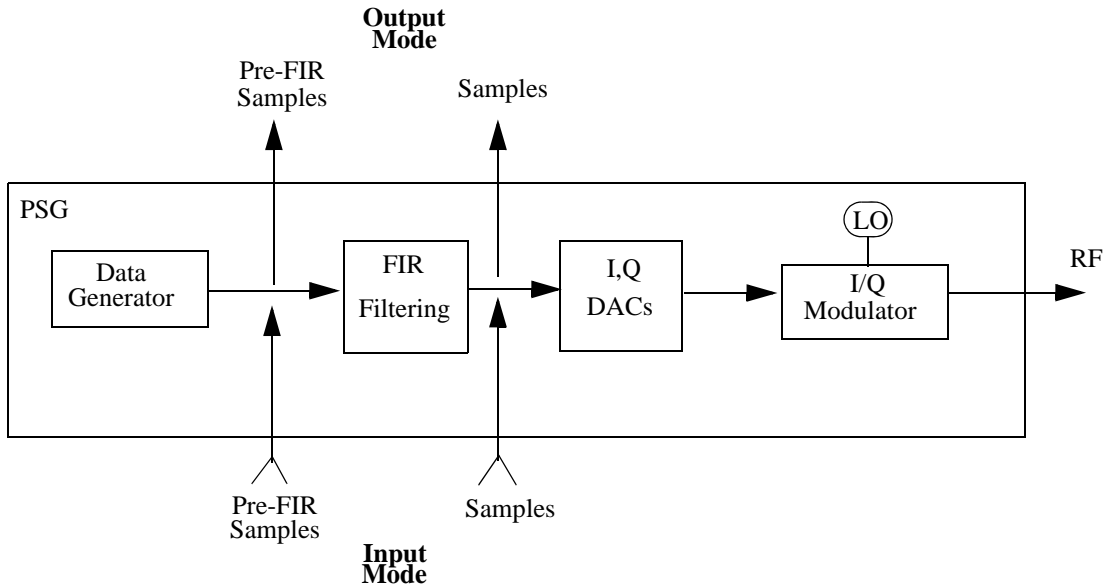 Output
Mode
Pre-FIR
Samples
Samples
PSG
LO
Data
Generator
FIR
Filtering
I,Q
DACs
I/Q
Modulator
RF
Pre-FIR
Samples
Samples
Input
Mode